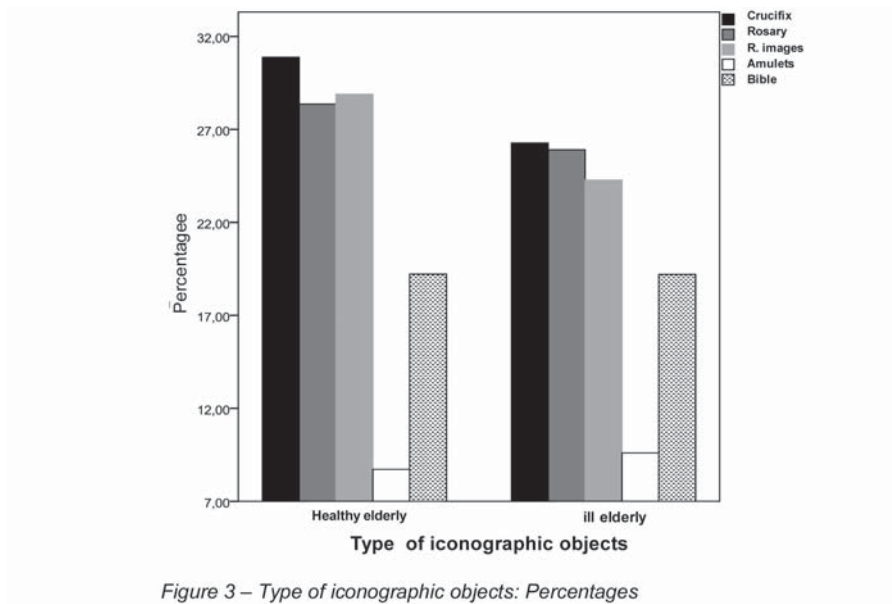 Crucifix
Rosary
R. images
Amulets
Bible
32,00
27,00
22,00
17,00
12,00
7,00
Percentagee
Healthy elderly
ill elderly
Type of iconographic objects
Figure 3 – Type of iconographic objects: Percentages